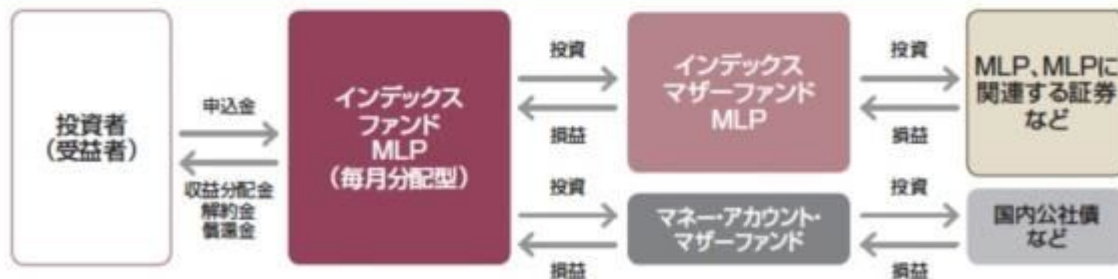 投資者
(受益者)
申込金
収益分配金
解約金
償還金
インデックス
ファンド
MLP
(毎月分配型)
投資
損益
投資
損益
インデックス
マザーファンド
MLP
マネー・アカウント・
マザーファンド
投資
損益
投資
損益
MLP、MLPに
関連する証券
など
国内公社債
など